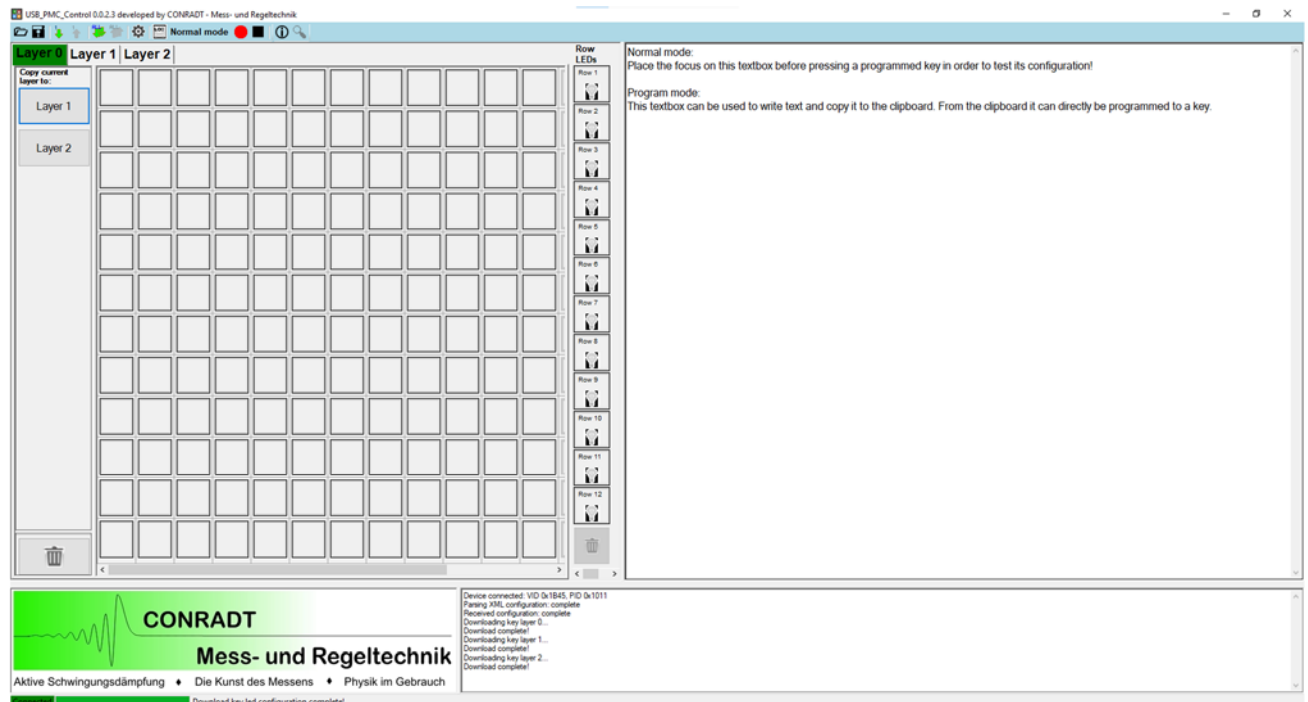 USB_PMC_Control 0.0.2.3 developed by CONRADT - Mess- und Regeltechnik
Normal mode
Layer 0 Layer 1 Layer 2
Copy current
layer to:
Layer 1
Layer 2
Row
LEDs
Row 1
Row 2
Row 3
Row 4
Row 5
Row 6
Row 7
Row 8
Row 9
Row 10
Row 11
Row 12
Normal mode:
Place the focus on this textbox before pressing a programmed key in order to test its configuration!
Program mode:
This textbox can be used to write text and copy it to the clipboard. From the clipboard it can directly be programmed to a key.
CONRADT
Mess- und Regeltechnik
Aktive Schwingungsdämpfung ♦ Die Kunst des Messens ♦ Physik im Gebrauch
Device connected: VID 0x1B45, PID 0x1011
Parsing XML configuration: complete
Received configuration: complete
Downloading key layer 0...
Download complete!
Downloading key layer 1...
Download complete!
Downloading key layer 2...
Download complete!
Connected
Download key led configuration complete!